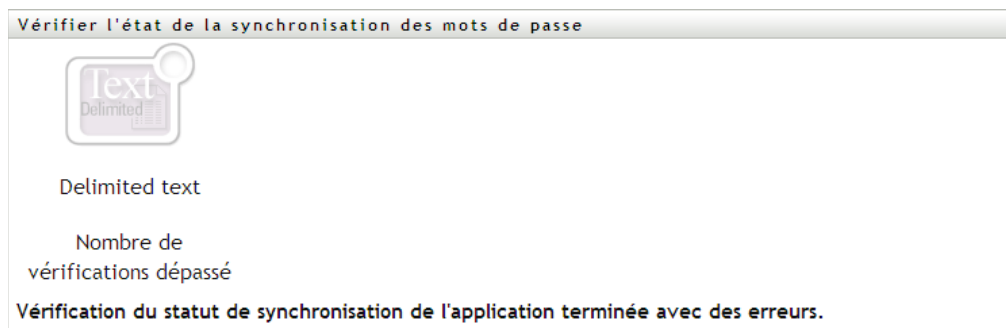 Vérifier l'état de la synchronisation des mots de passe
Text
Delimited
Delimited text
Nombre de
vérifications dépassé
Vérification du statut de synchronisation de l'application terminée avec des erreurs.